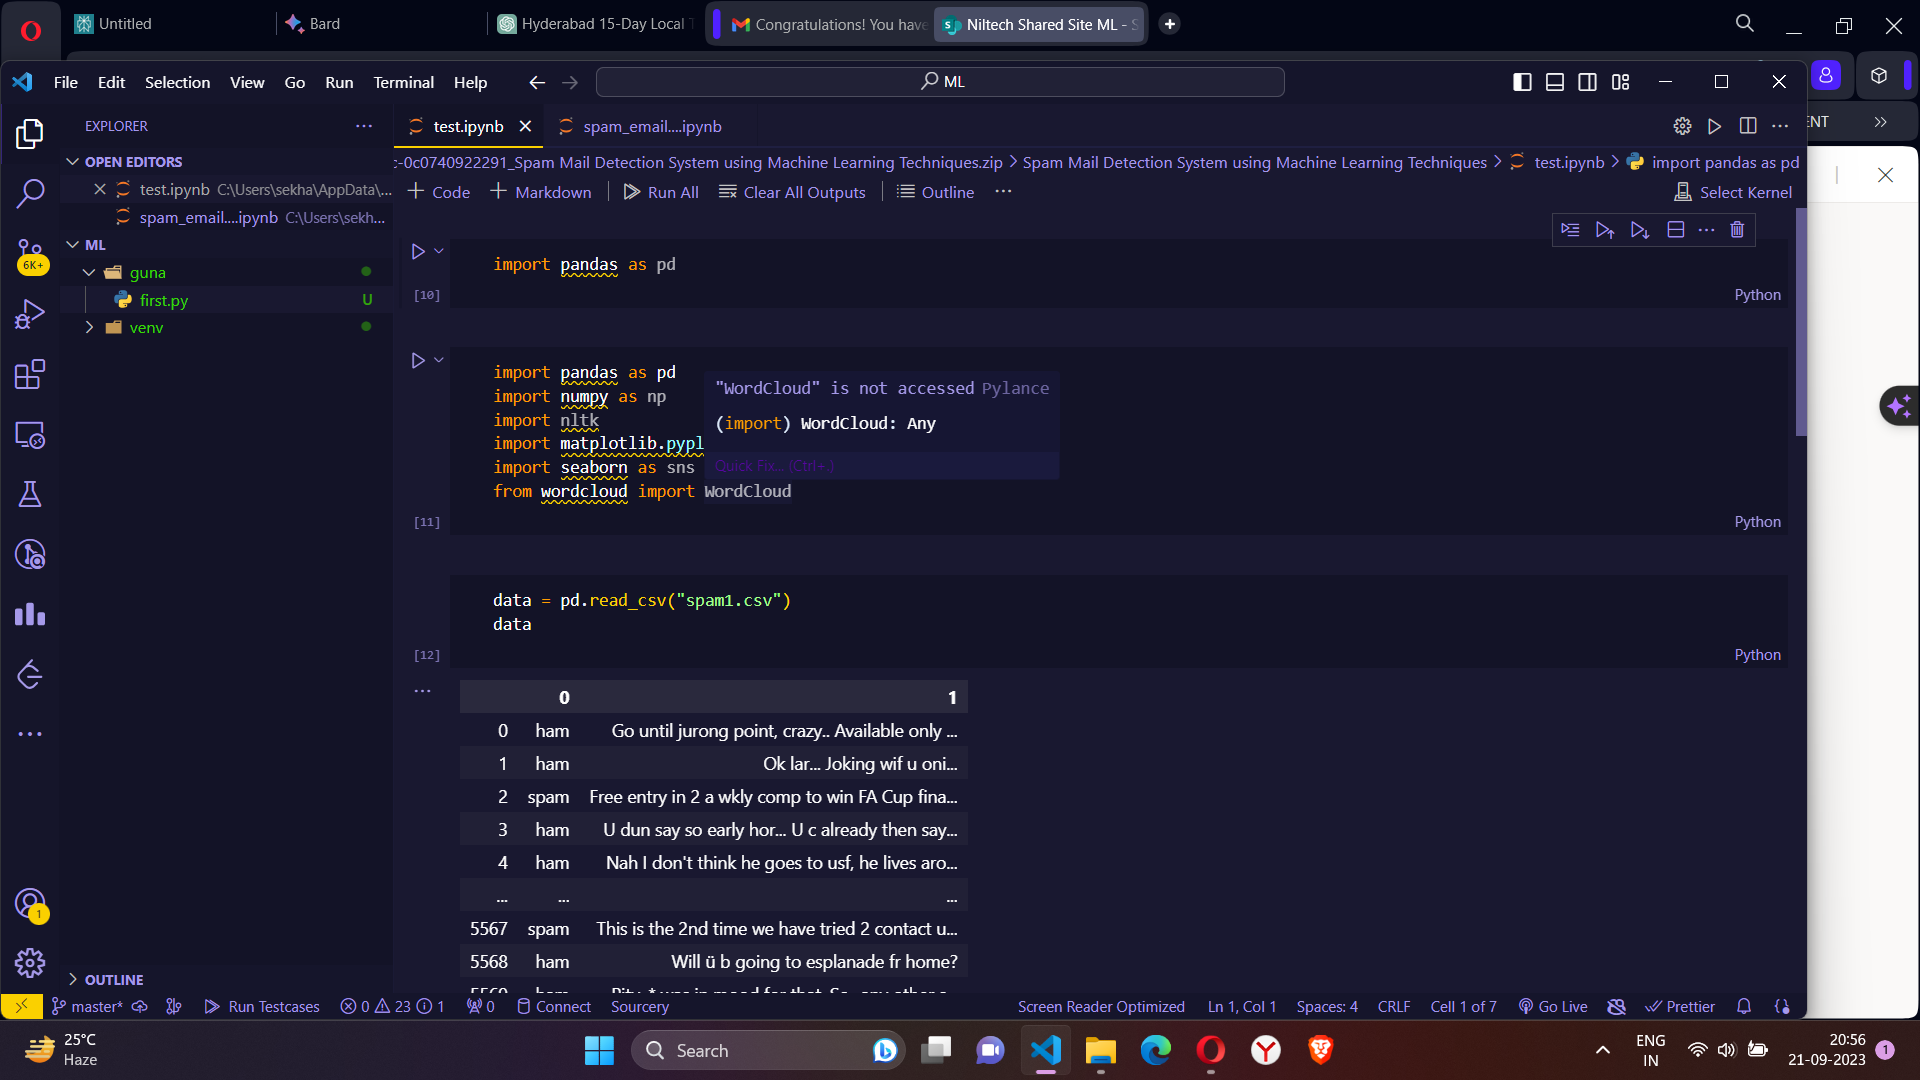 Untitled
Bard
Hyderabad 15-Day Local
Congratulations! You have
Niltech Shared Site ML - S
File Edit Selection View Go Run Terminal Help
ML
ENT
EXPLORER
test.ipynb
spam_email....ipynb
OPEN EDITORS
c-0c0740922291_Spam Mail Detection System using Machine Learning Techniques.zip > Spam Mail Detection System using Machine Learning Techniques > test.ipynb > import pandas as pd
test.ipynb C:\Users\sekha\AppData\...
+ Code + Markdown Run All Clear All Outputs Outline ...
Select Kernel
spam_email....ipynb C:\Users\sekh...
ML
6K+
guna
first.py U
venv
import pandas as pd
[10]
Python
import pandas as pd
import numpy as np
import nltk
import matplotlib.pypl
import seaborn as sns
from wordcloud import WordCloud
"WordCloud" is not accessed Pylance
(import) WordCloud: Any
Quick Fix... (Ctrl+.)
[11]
Python
data = pd.read_csv("spam1.csv")
data
[12]
Python
...
0 1
0 ham Go until jurong point, crazy.. Available only ...
1 ham Ok lar... Joking wif u oni...
2 spam Free entry in 2 a wkly comp to win FA Cup fina...
3 ham U dun say so early hor... U c already then say...
4 ham Nah I don't think he goes to usf, he lives aro...
... ... ...
5567 spam This is the 2nd time we have tried 2 contact u...
5568 ham Will ü b going to esplanade fr home?
1
OUTLINE
master* Run Testcases 0 23 1 0 Connect Sourcery
Screen Reader Optimized Ln 1, Col 1 Spaces: 4 CRLF Cell 1 of 7 Go Live Prettier
25°C
Haze
Search
ENG
IN
20:56
21-09-2023
1